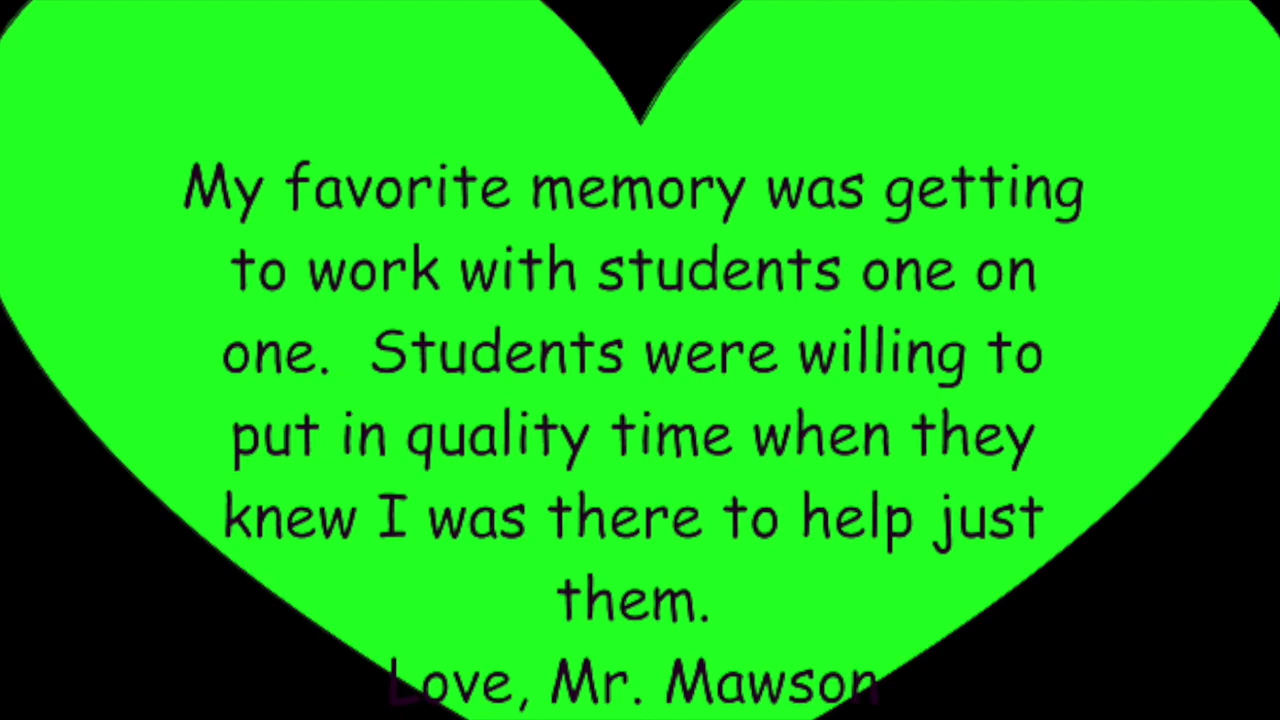 My favorite memory was getting
to work with students one on
one.  Students were willing to
put in quality time when they
knew I was there to help just
them.
Love, Mr. Mawson